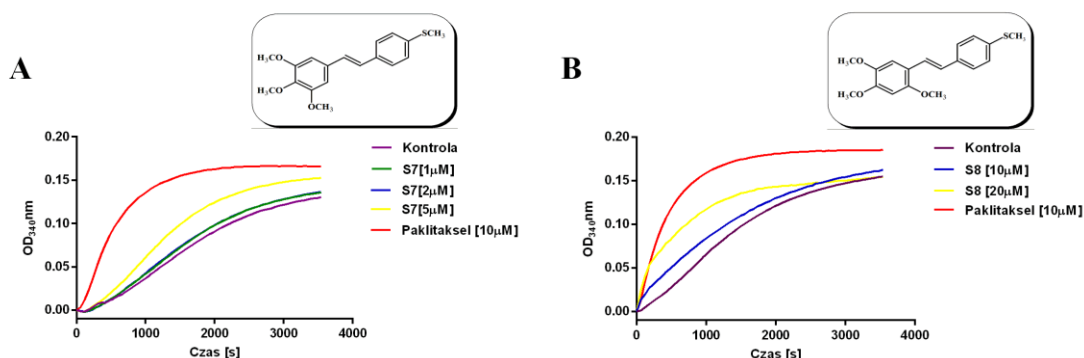 A
SCH₃
H₃CO
H₃CO
OCH₃
0.20
0.15
0.10
0.05
0.00
OD₃₄₀nm
0
1000
2000
3000
4000
Czas [s]
Kontrola
S7[1µM]
S7[2µM]
S7[5µM]
Paklitaksel [10µM]
B
SCH₃
H₃CO
H₃CO
OCH₃
0.20
0.15
0.10
0.05
0.00
OD₃₄₀nm
0
1000
2000
3000
4000
Czas [s]
Kontrola
S8 [10µM]
S8 [20µM]
Paklitaksel [10µM]